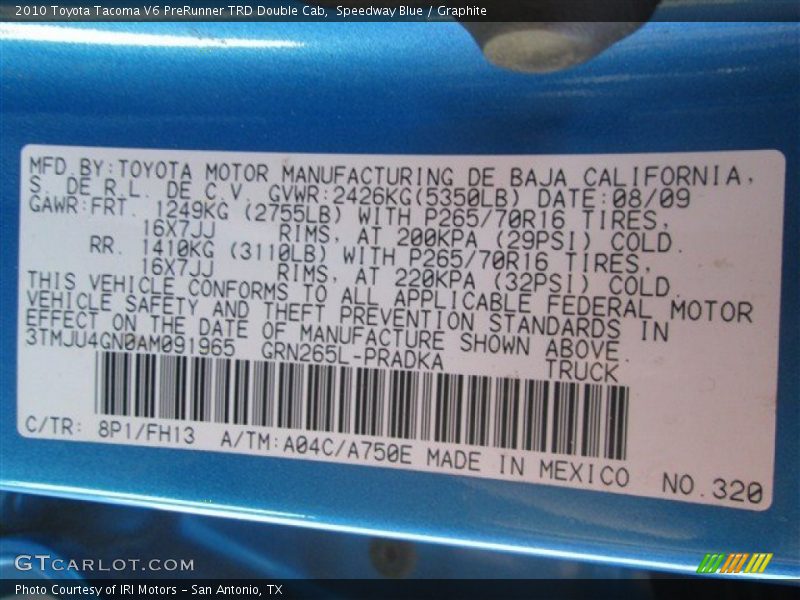 2010 Toyota Tacoma V6 PreRunner TRD Double Cab,  Speedway Blue / Graphite
MFD.BY:TOYOTA MOTOR MANUFACTURING DE BAJA CALIFORNIA,
S. DE R.L. DE C.V. GVWR:2426KG(5350LB) DATE:08/09
GAWR:FRT. 1249KG (2755LB) WITH P265/70R16 TIRES,
16X7JJ RIMS, AT 200KPA (29PSI) COLD.
RR. 1410KG (3110LB) WITH P265/70R16 TIRES,
16X7JJ RIMS, AT 220KPA (32PSI) COLD.
THIS VEHICLE CONFORMS TO ALL APPLICABLE FEDERAL MOTOR
VEHICLE SAFETY AND THEFT PREVENTION STANDARDS IN
EFFECT ON THE DATE OF MANUFACTURE SHOWN ABOVE.
3TMJU4GN0AM091965 GRN265L-PRADKA TRUCK
C/TR: 8P1/FH13 A/TM:A04C/A750E MADE IN MEXICO NO.320
GTCARLOT.COM
Photo Courtesy of IRI Motors - San Antonio, TX